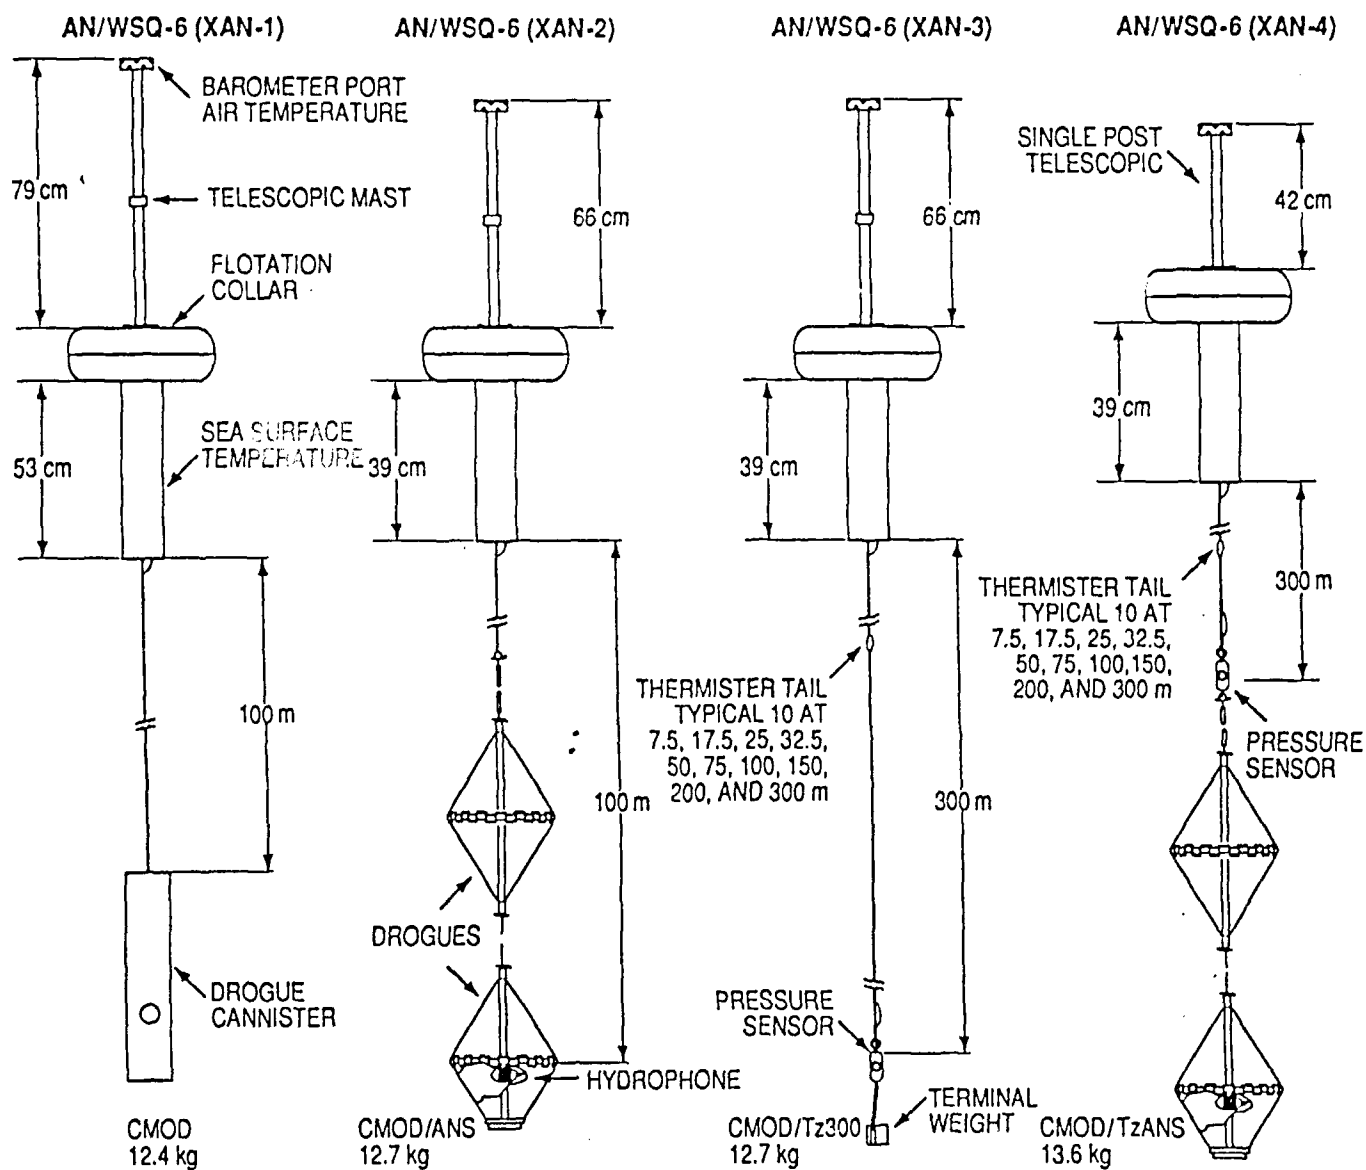 AN/WSQ-6 (XAN-1)
AN/WSQ-6 (XAN-2)
AN/WSQ-6 (XAN-3)
AN/WSQ-6 (XAN-4)
BAROMETER PORT
AIR TEMPERATURE
79 cm
TELESCOPIC MAST
FLOTATION
COLLAR
SEA SURFACE
TEMPERATURE
53 cm
100 m
DROGUE
CANNISTER
CMOD
12.4 kg
66 cm
39 cm
100 m
DROGUES
HYDROPHONE
CMOD/ANS
12.7 kg
66 cm
39 cm
THERMISTER TAIL
TYPICAL 10 AT
7.5, 17.5, 25, 32.5,
50, 75, 100, 150,
200, AND 300 m
300 m
PRESSURE
SENSOR
TERMINAL
WEIGHT
CMOD/Tz300
12.7 kg
SINGLE POST
TELESCOPIC
42 cm
39 cm
THERMISTER TAIL
TYPICAL 10 AT
7.5, 17.5, 25, 32.5,
50, 75, 100,150,
200, AND 300 m
300 m
PRESSURE
SENSOR
CMOD/TzANS
13.6 kg